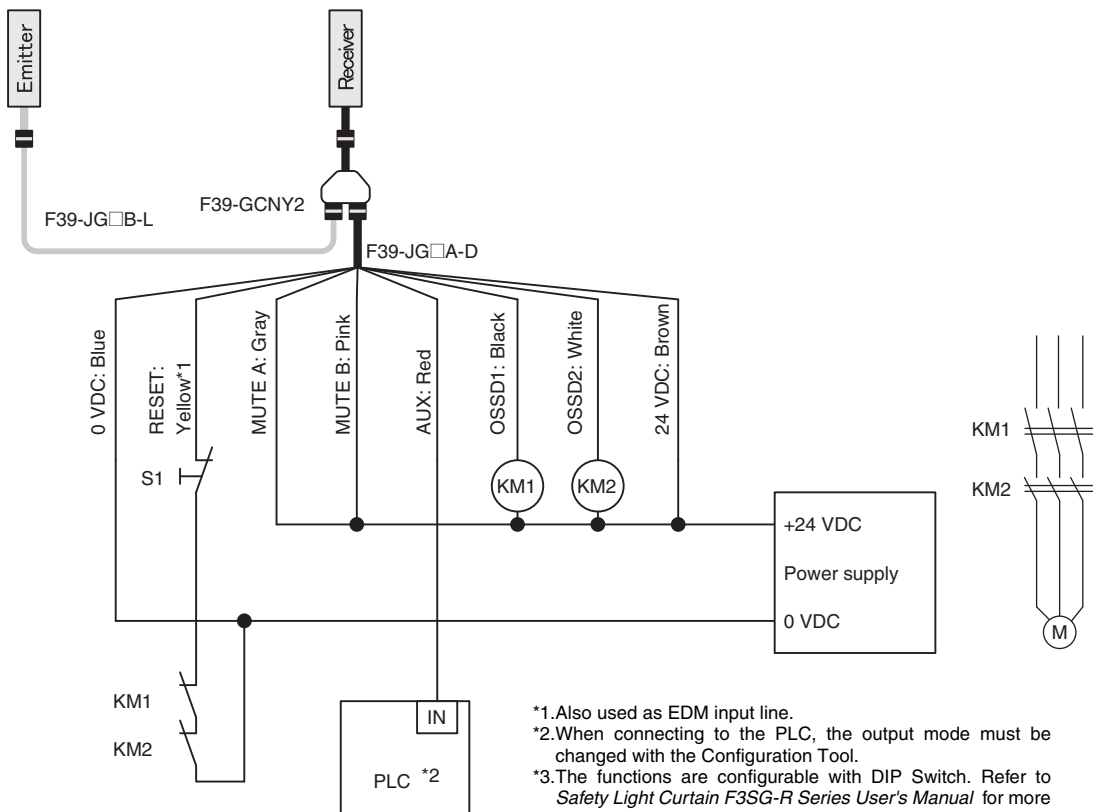 Emitter
Receiver
F39-JG□B-L
F39-GCNY2
F39-JG□A-D
0 VDC: Blue
RESET:
Yellow*1
MUTE A: Gray
MUTE B: Pink
AUX: Red
OSSD1: Black
OSSD2: White
24 VDC: Brown
S1
KM1
KM2
+24 VDC
Power supply
0 VDC
KM1
KM2
M
KM1
KM2
IN
PLC *2
*1.Also used as EDM input line.
*2.When connecting to the PLC, the output mode must be
changed with the Configuration Tool.
*3.The functions are configurable with DIP Switch. Refer to
Safety Light Curtain F3SG-R Series User's Manual for more